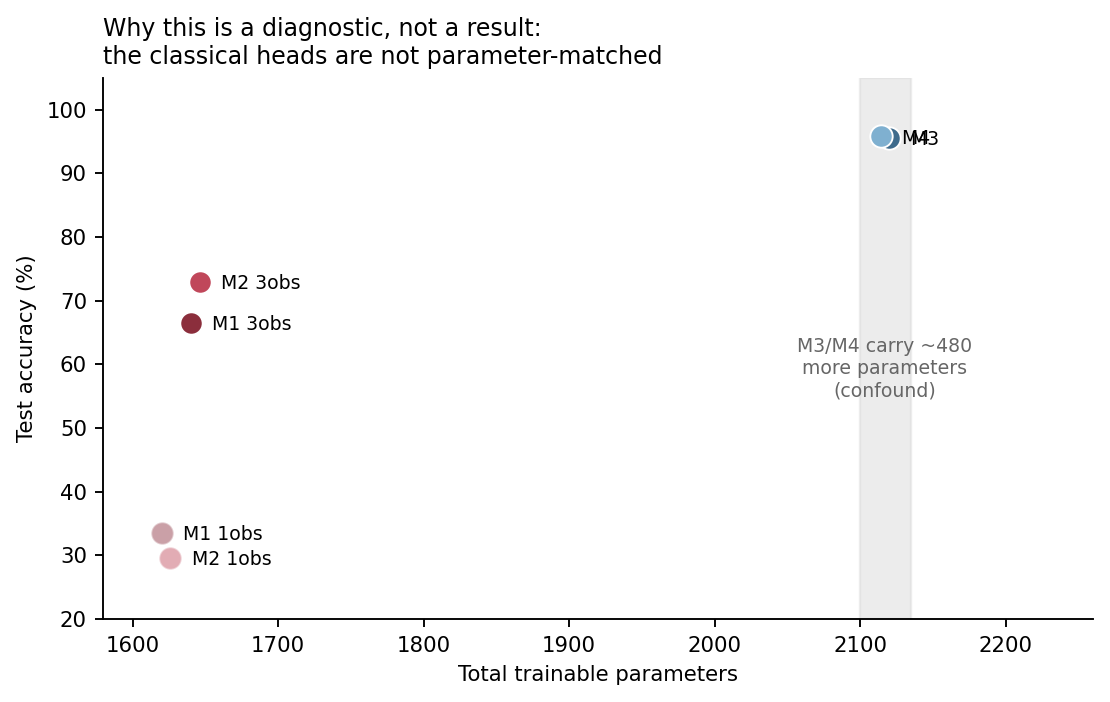 Why this is a diagnostic, not a result:
the classical heads are not parameter-matched
Test accuracy (%)
100
90
80
70
60
50
40
30
20
M4
M3
M2 3obs
M1 3obs
M3/M4 carry ~480
more parameters
(confound)
M1 1obs
M2 1obs
1600
1700
1800
1900
2000
2100
2200
Total trainable parameters